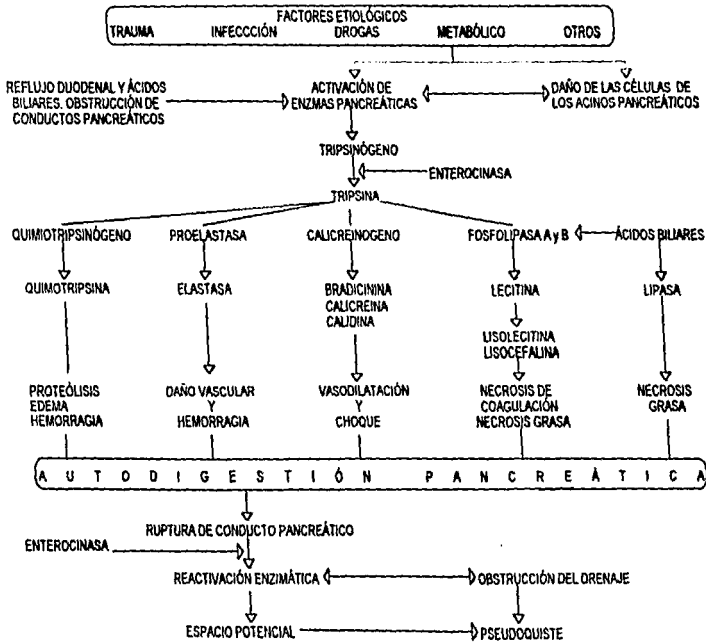 FACTORES ETIOLÓGICOS
TRAUMA INFECCCIÓN DROGAS METABÓLICO OTROS
REFLUJO DUODENAL Y ÁCIDOS
BILIARES. OBSTRUCCIÓN DE
CONDUCTOS PANCREÁTICOS
ACTIVACIÓN DE
ENZMAS PANCREÁTICAS
DAÑO DE LAS CÉLULAS DE
LOS ACINOS PANCREÁTICOS
TRIPSINÓGENO
ENTEROCINASA
TRIPSINA
QUIMIOTRIPSINÓGENO PROELASTASA CALICREINOGENO FOSFOLIPASA A y B ÁCIDOS BILIARES
QUIMOTRIPSINA
ELASTASA
BRADICININA
CALICREINA
CALIDINA
LECITINA
LIPASA
LISOLECITINA
LISOCEFALINA
PROTEÓLISIS
EDEMA
HEMORRAGIA
DAÑO VASCULAR
Y
HEMORRAGIA
VASODILATACIÓN
Y
CHOQUE
NECROSIS DE
COAGULACIÓN
NECROSIS GRASA
NECROSIS
GRASA
A U T O D I G E S T I Ó N P A N C R E Á T I C A
RUPTURA DE CONDUCTO PANCREÁTICO
ENTEROCINASA
REACTIVACIÓN ENZIMÁTICA OBSTRUCCIÓN DEL DRENAJE
ESPACIO POTENCIAL PSEUDOQUISTE